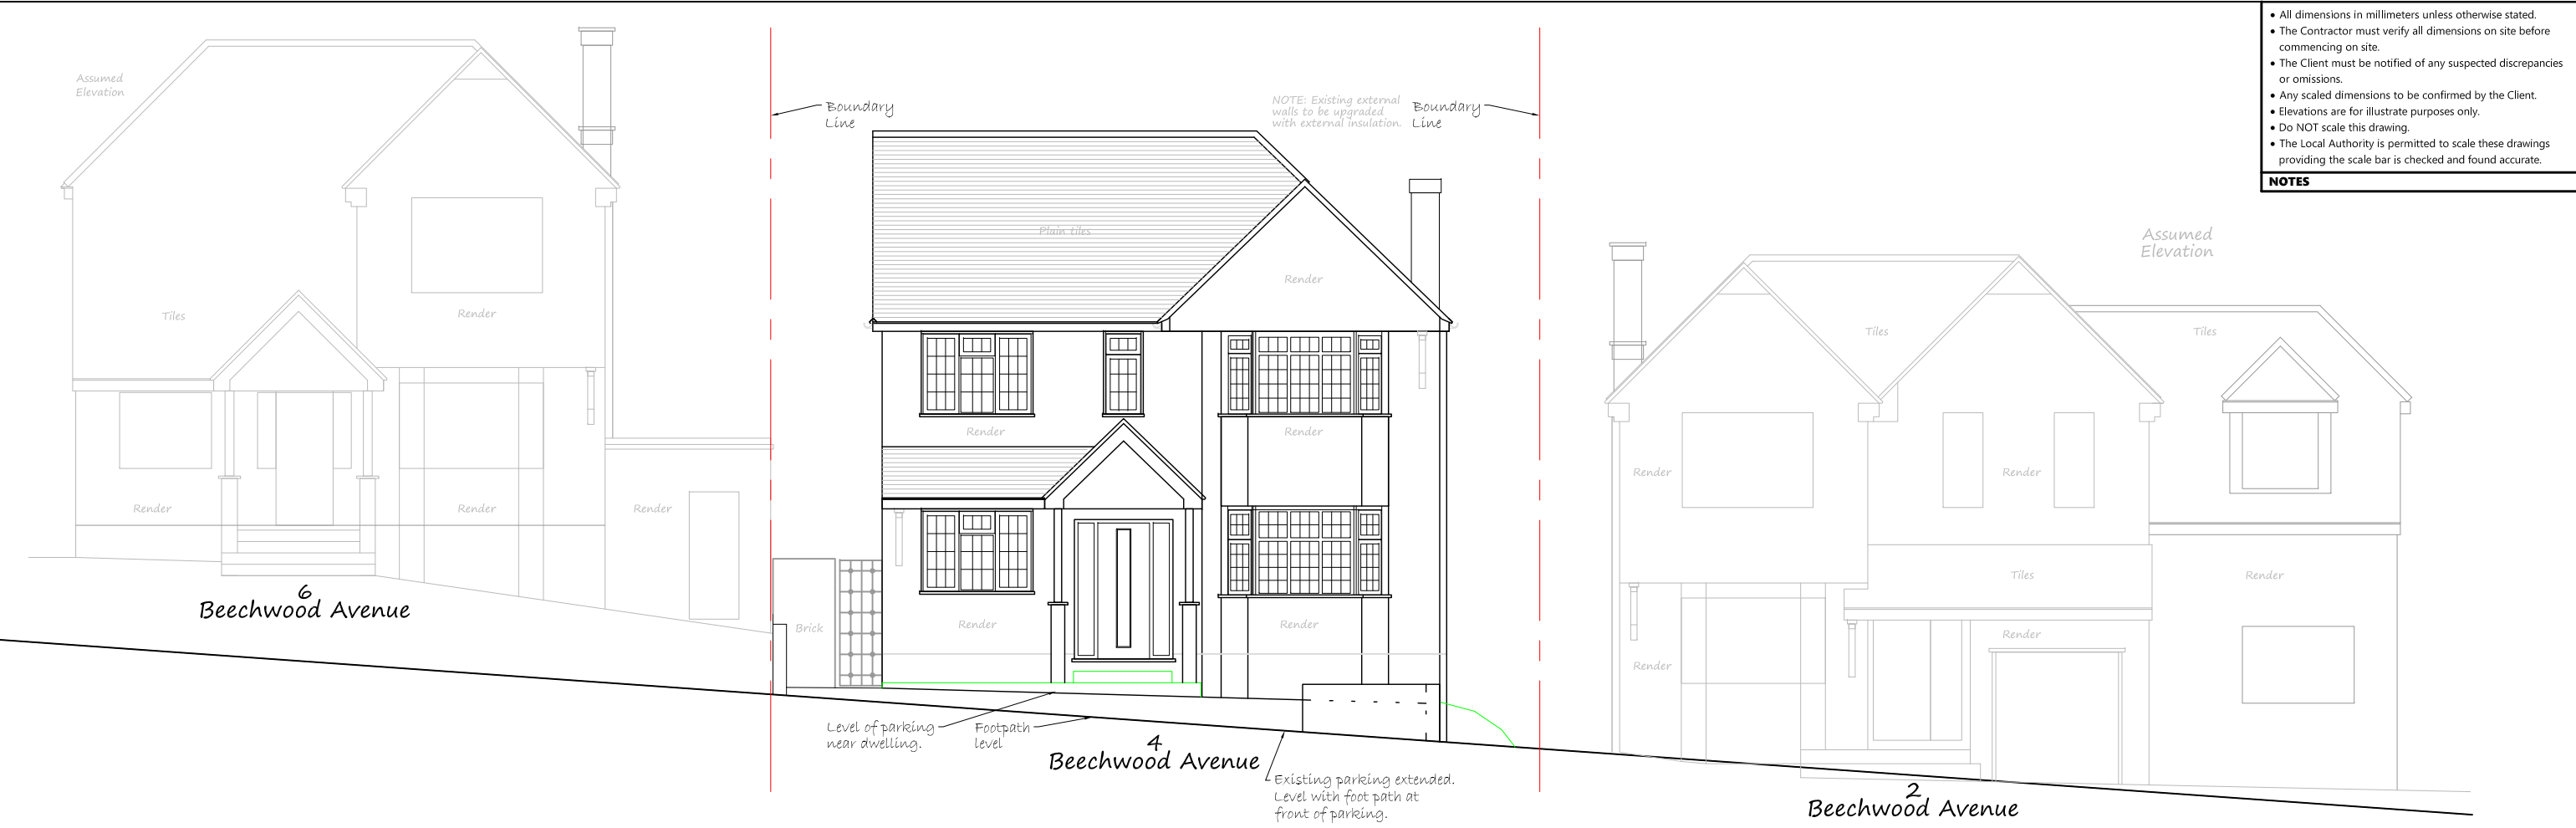 • All dimensions in millimeters unless otherwise stated.
• The Contractor must verify all dimensions on site before
commencing on site.
• The Client must be notified of any suspected discrepancies
or omissions.
• Any scaled dimensions to be confirmed by the Client.
• Elevations are for illustrate purposes only.
• Do NOT scale this drawing.
• The Local Authority is permitted to scale these drawings
providing the scale bar is checked and found accurate.
NOTES
Assumed
Elevation
Tiles
Render
Render
Render
Render
6
Beechwood Avenue
Boundary
Line
NOTE: Existing external
walls to be upgraded
with external insulation.
Boundary
Line
Plain tiles
Render
Render
Render
Brick
Render
Render
Level of parking
near dwelling.
Footpath
level
4
Beechwood Avenue
Existing parking extended.
Level with foot path at
front of parking.
Assumed
Elevation
Tiles
Tiles
Render
Render
Tiles
Render
Render
Render
2
Beechwood Avenue